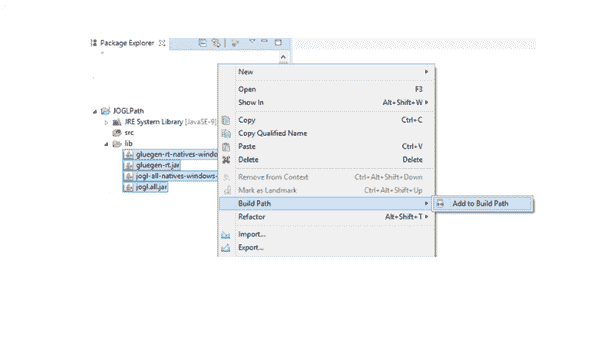 Package Explorer
New
Open F3
Show In Alt+Shift+W
Copy Ctrl+C
Copy Qualified Name
Paste Ctrl+V
Delete Delete
Remove from Context Ctrl+Alt+Shift+Down
Mark as Landmark Ctrl+Alt+Shift+Up
Build Path
Refactor Alt+Shift+T
Import...
Export...
Add to Build Path
JOGLPath
JRE System Library [JavaSE-9]
src
lib
gluegen-rt-natives-windo
gluegen-rt.jar
jogl-all-natives-windows-
jogl.all.jar